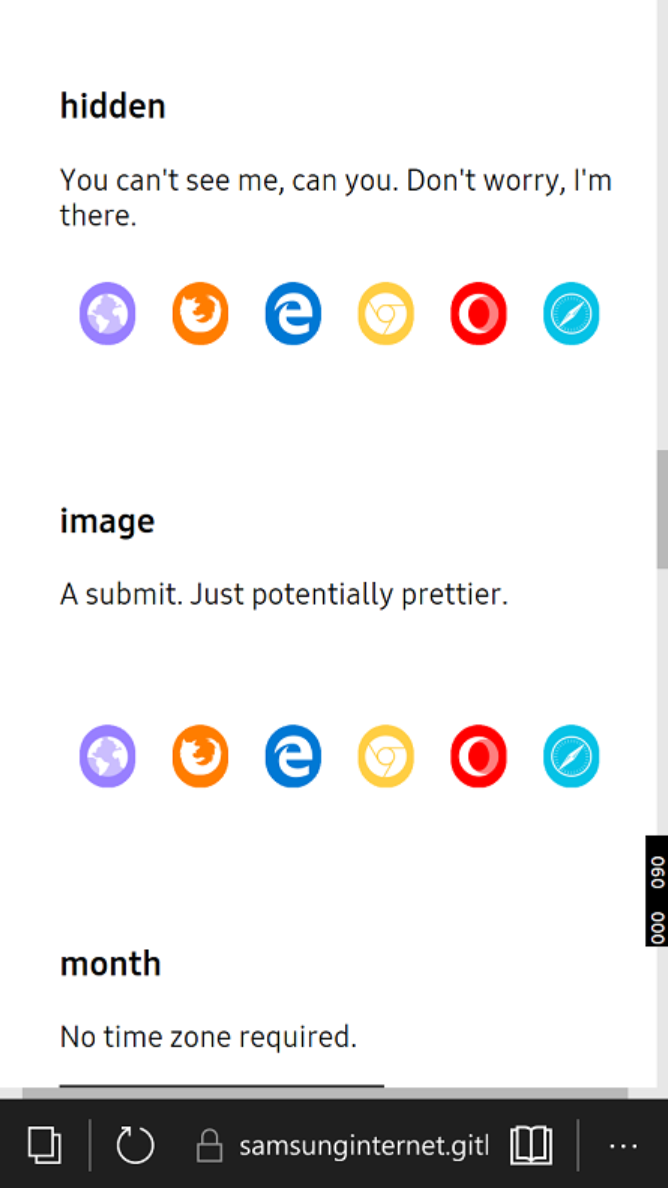 hidden
You can't see me, can you. Don't worry, I'm
there.
image
A submit. Just potentially prettier.
090
000
month
No time zone required.
samsunginternet.gitl